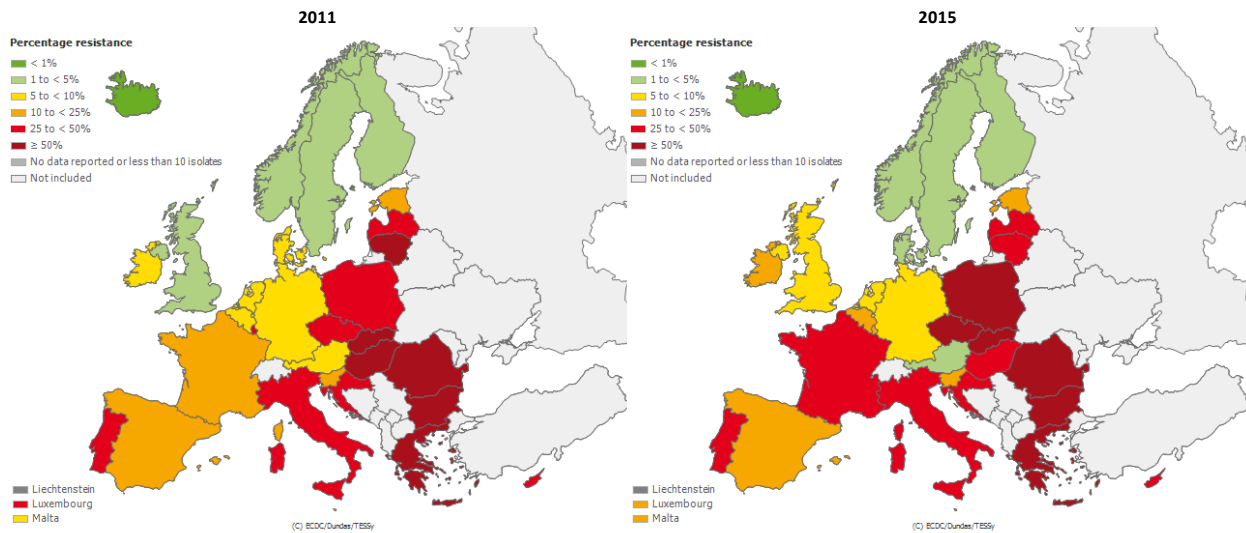 2011
Percentage resistance
< 1%
1 to < 5%
5 to < 10%
10 to < 25%
25 to < 50%
≥ 50%
No data reported or less than 10 isolates
Not included
Liechtenstein
Luxembourg
Malta
(C) ECDC/Dundas/TESSy
2015
Percentage resistance
< 1%
1 to < 5%
5 to < 10%
10 to < 25%
25 to < 50%
≥ 50%
No data reported or less than 10 isolates
Not included
Liechtenstein
Luxembourg
Malta
(C) ECDC/Dundas/TESSy